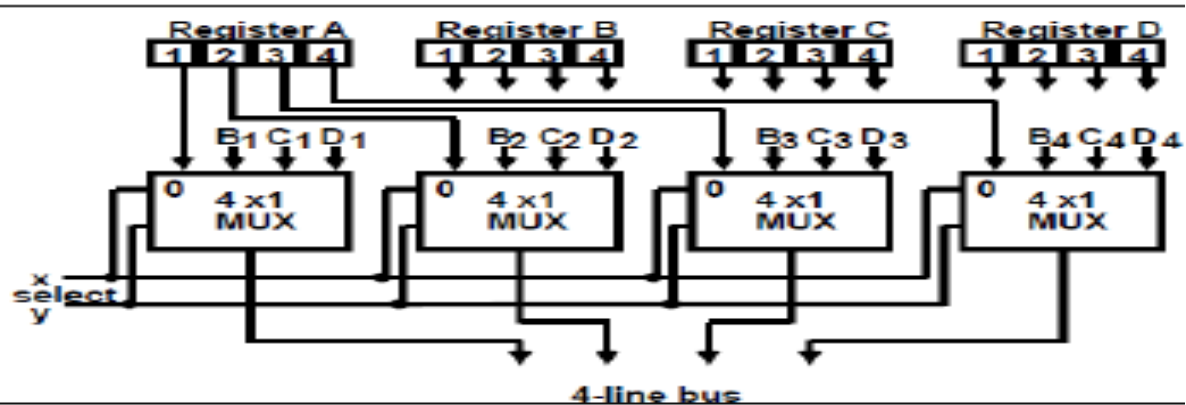 Register A Register B Register C Register D
1 2 3 4 1 2 3 4 1 2 3 4 1 2 3 4
B1 C1 D1 B2 C2 D2 B3 C3 D3 B4 C4 D4
0 0 0 0
4 x1 4 x1 4 x1 4 x1
MUX MUX MUX MUX
x
select
y
4-line bus